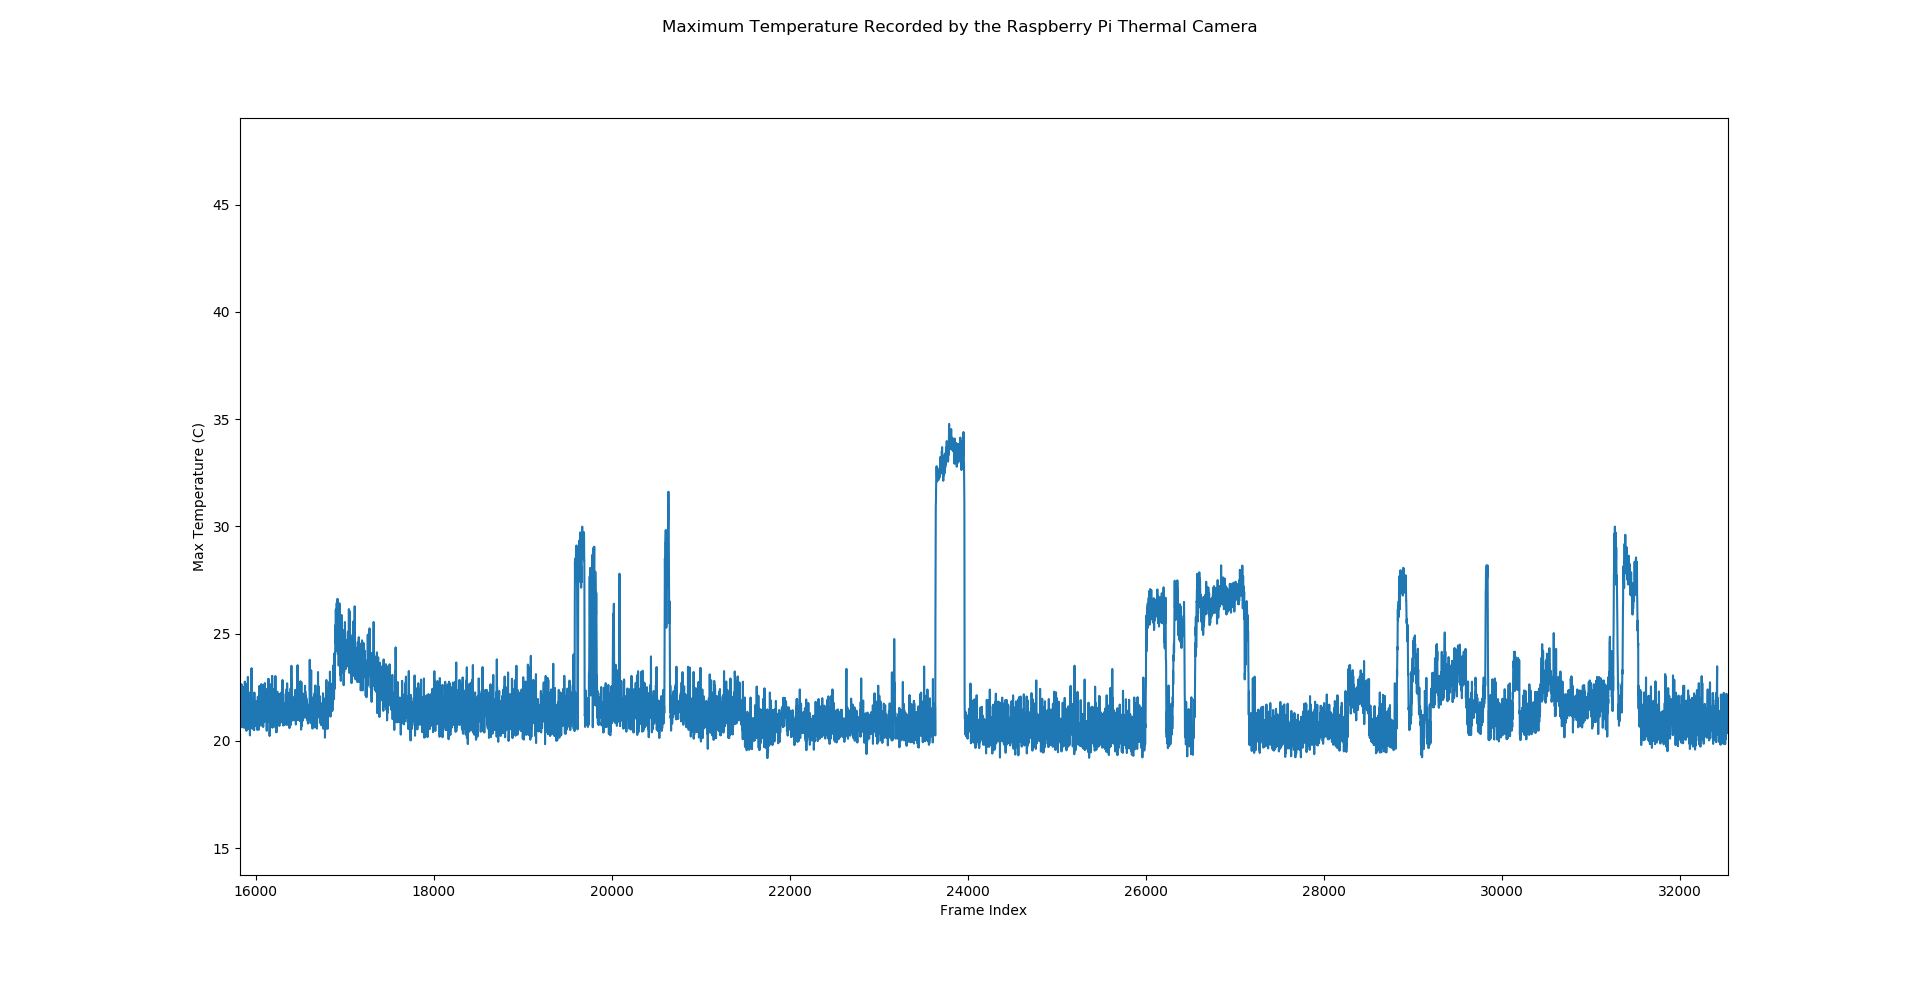 Maximum Temperature Recorded by the Raspberry Pi Thermal Camera
Max Temperature (C)
45
40
35
30
25
20
15
16000 18000 20000 22000 24000 26000 28000 30000 32000
Frame Index